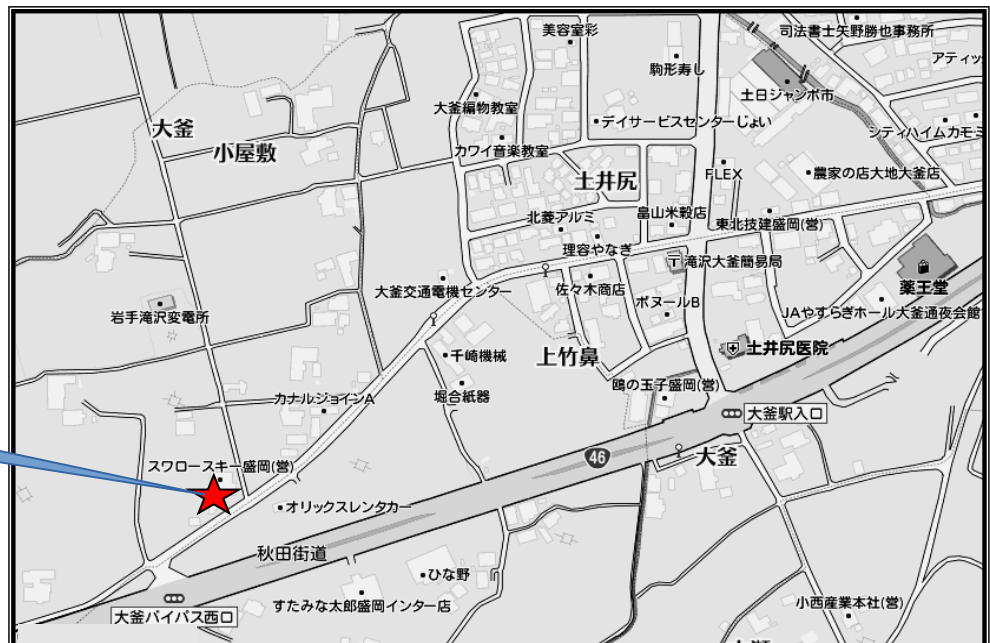 美容室彩
司法書士矢野勝也事務所
駒形寿し
アティッ
土日ジャンボ市
大釜編物教室
デイサービスセンターじょい
大釜
シティハイムカモミ
小屋敷
カワイ音楽教室
FLEX
農家の店大地大釜店
土井尻
北菱アルミ
畠山米穀店
東北技建盛岡(営)
理容やなぎ
滝沢大釜簡易局
大釜交通電機センター
佐々木商店
薬王堂
ボヌールB
岩手滝沢変電所
JAやすらぎホール大釜通夜会館
千崎機械
上竹鼻
土井尻医院
カナルジョインA
堀合紙器
鴎の玉子盛岡(営)
大釜駅入口
46
大釜
スワロースキー盛岡(営)
オリックスレンタカー
秋田街道
ひな野
すたみな太郎盛岡インター店
小西産業本社(営)
大釜バイパス西口